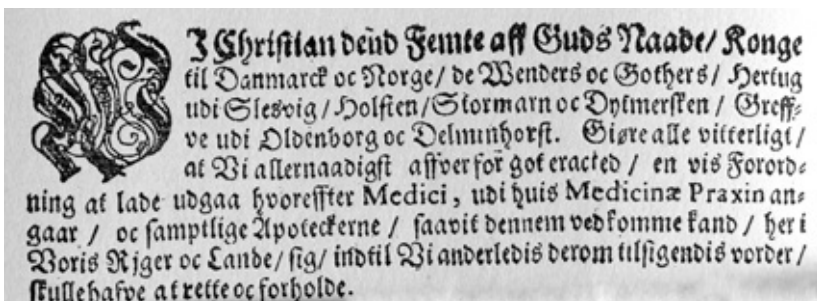 WJ Christian dend Femte aff Guds Naade/ Konge
til Danmarck oc Norge/ de Wenders oc Gothers/ Hertug
udi Slesvig/ Holsten/ Stormarn oc Dytmersken/ Greff-
ve udi Oldenborg oc Delmenhorst. Giøre alle vitterligt/
at Vi allernaadigst affver for got eracted/ en vis Forord-
ning at lade udgaa hvoreffter Medici, udi huis Medicinæ Praxin an-
gaar / oc samptlige Apoteckerne / saavit dennem vedkomme kand / her i
Voris Rjger oc Lande/ sig/ indtil Vi anderledis derom tilsigendis vorder/
skulle hafve at rette oc forholde.